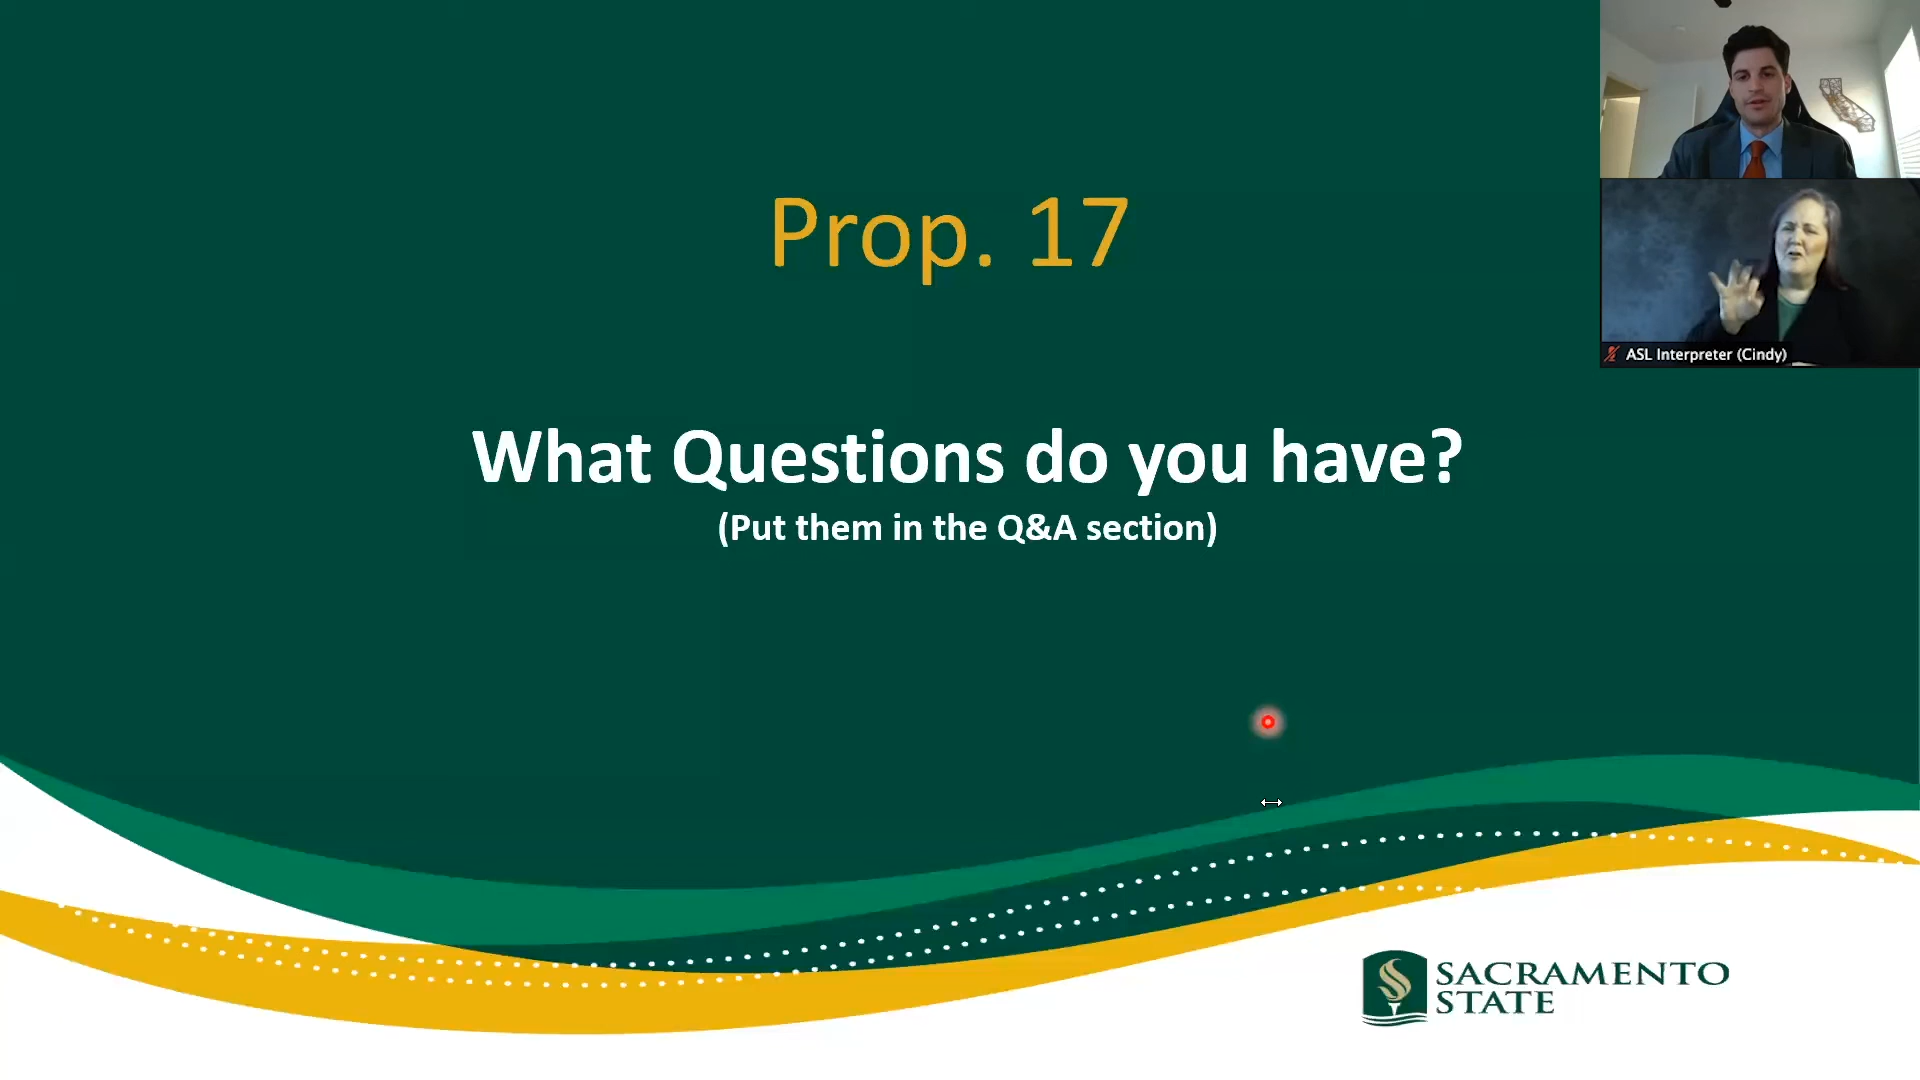 Prop. 17
What Questions do you have?
(Put them in the Q&A section)
ASL Interpreter (Cindy)
SACRAMENTO
STATE